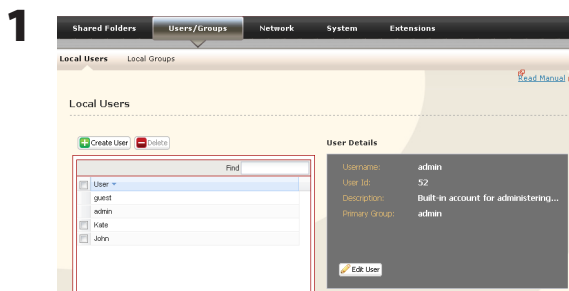 1
Shared Folders Users/Groups Network System Extensions
Local Users Local Groups
Read Manual
Local Users
Create User Delete
User Details
Find
User
guest
admin
Kate
John
Username: admin
User Id: 52
Description: Built-in account for administering...
Primary Group: admin
Edit User